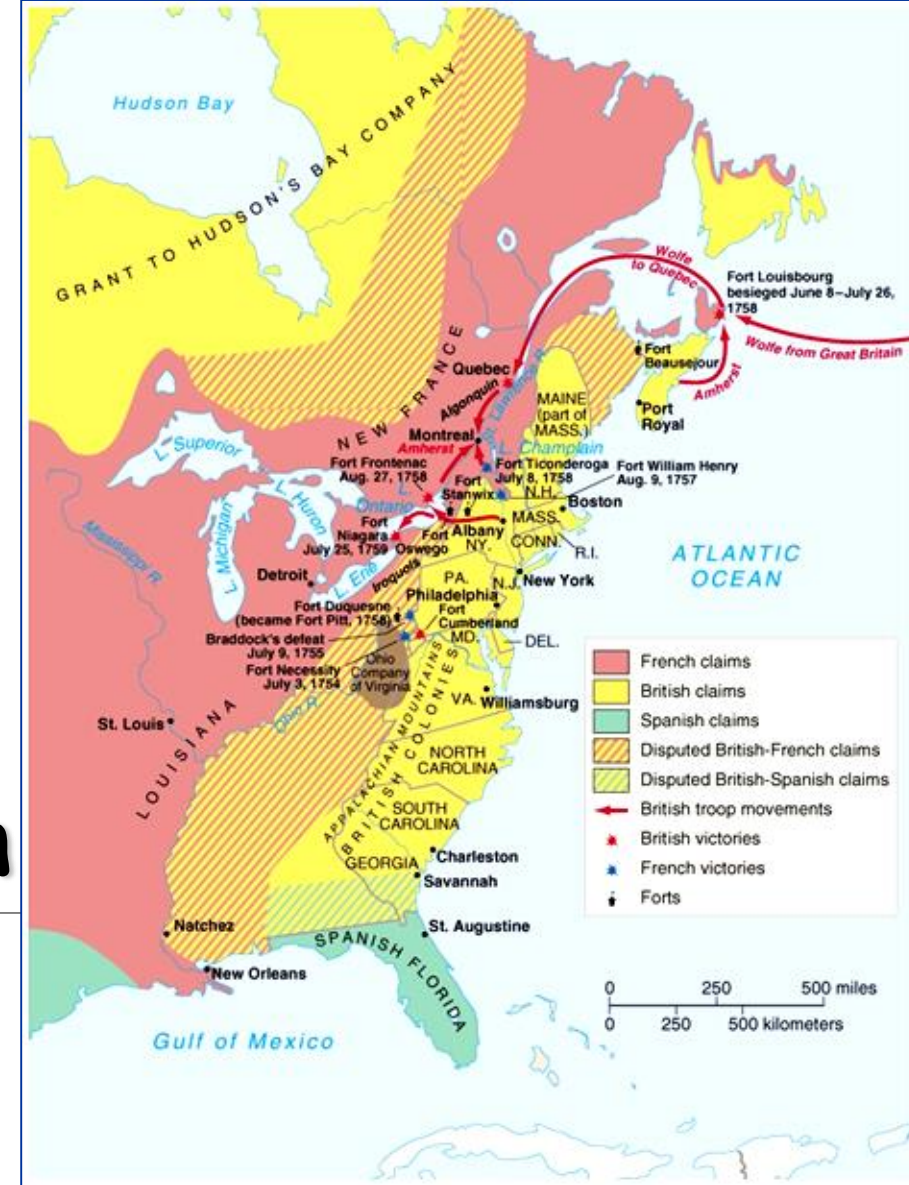 Hudson Bay
GRANT TO HUDSON'S BAY COMPANY
Wolfe
to Quebec
Fort Louisbourg
besieged June 8–July 26,
1758
Wolfe from Great Britain
Amherst
Fort
Beausejour
Port
Royal
NEW FRANCE
Quebec
Algonquin
St. Lawrence R.
MAINE
(part of
MASS.)
Montreal
Amherst
L. Champlain
L. Superior
Fort Frontenac
Aug. 27, 1758
Fort Ticonderoga
July 8, 1758
Fort William Henry
Aug. 9, 1757
Fort
Stanwix
N.H.
Boston
L. Michigan
L. Huron
L.
Ontario
Fort
Niagara
July 25, 1759
Fort
Oswego
Albany
NY.
MASS.
CONN.
R.I.
Mississippi R
Detroit
L. Erie
Iroquois
PA.
N.J.
New York
Philadelphia
ATLANTIC
OCEAN
Fort Duquesne
(became Fort Pitt, 1758)
Fort
Cumberland
MD.
DEL.
Braddock's defeat
July 9, 1755
Fort Necessity
July 3, 1754
Ohio
Company
of Virginia
VA.
Williamsburg
St. Louis
LOUISIANA
Ohio R.
APPALACHIAN MOUNTAINS
BRITISH COLONIES
NORTH
CAROLINA
SOUTH
CAROLINA
GEORGIA
Charleston
Savannah
Natchez
New Orleans
SPANISH FLORIDA
St. Augustine
Gulf of Mexico
French claims
British claims
Spanish claims
Disputed British-French claims
Disputed British-Spanish claims
British troop movements
British victories
French victories
Forts
0 250 500 miles
0 250 500 kilometers